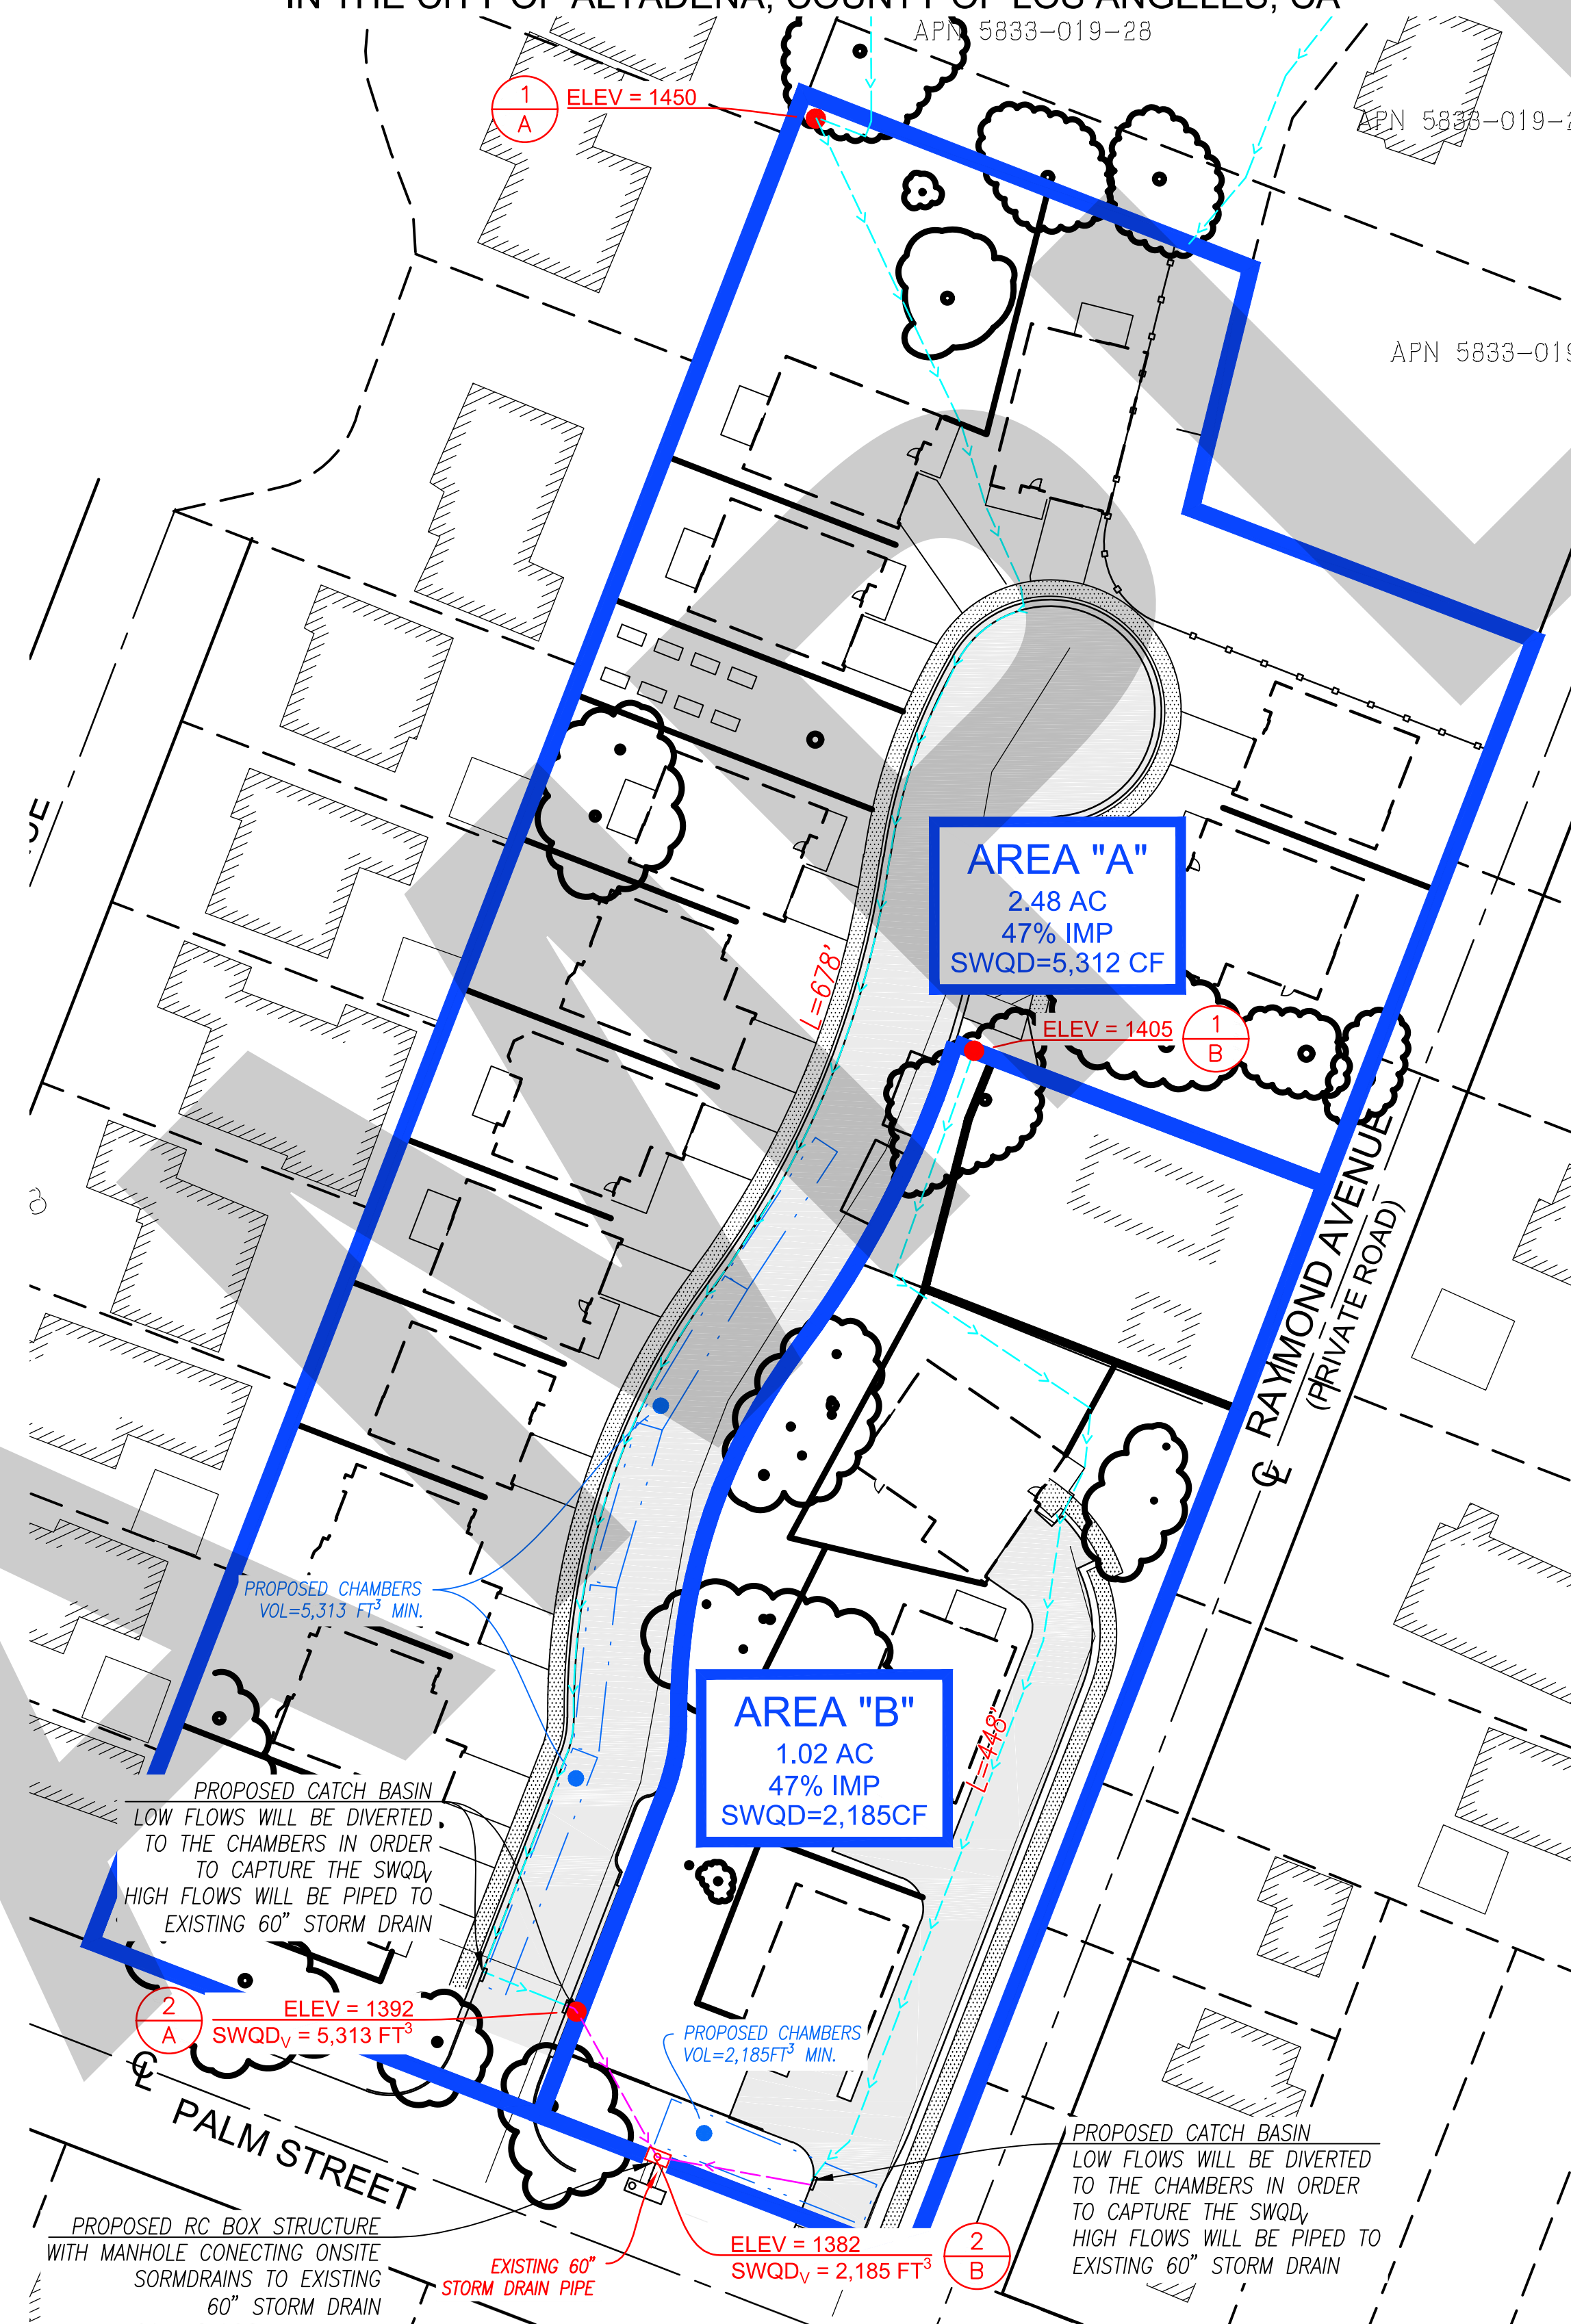 IN THE CITY OF ALTADENA, COUNTY OF LOS ANGELES, CA
APN 5833-019-28
1
A
ELEV = 1450
APN 5833-019-2
APN 5833-019
AREA "A"
2.48 AC
47% IMP
SWQD=5,312 CF
L=678'
ELEV = 1405
1
B
RAYMOND AVENUE
(PRIVATE ROAD)
PROPOSED CHAMBERS
VOL=5,313 FT³ MIN.
AREA "B"
1.02 AC
47% IMP
SWQD=2,185CF
L=448'
PROPOSED CATCH BASIN
LOW FLOWS WILL BE DIVERTED
TO THE CHAMBERS IN ORDER
TO CAPTURE THE SWQDV
HIGH FLOWS WILL BE PIPED TO
EXISTING 60" STORM DRAIN
2
A
ELEV = 1392
SWQDV = 5,313 FT³
PROPOSED CHAMBERS
VOL=2,185FT³ MIN.
PALM STREET
PROPOSED CATCH BASIN
LOW FLOWS WILL BE DIVERTED
TO THE CHAMBERS IN ORDER
TO CAPTURE THE SWQDV
HIGH FLOWS WILL BE PIPED TO
EXISTING 60" STORM DRAIN
PROPOSED RC BOX STRUCTURE
WITH MANHOLE CONECTING ONSITE
SORMDRAINS TO EXISTING
60" STORM DRAIN
EXISTING 60"
STORM DRAIN PIPE
ELEV = 1382
SWQDV = 2,185 FT³
2
B